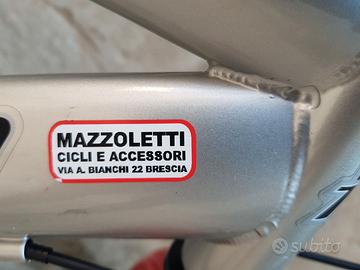 MAZZOLETTI
CICLI E ACCESSORI
VIA A. BIANCHI 22 BRESCIA
subito